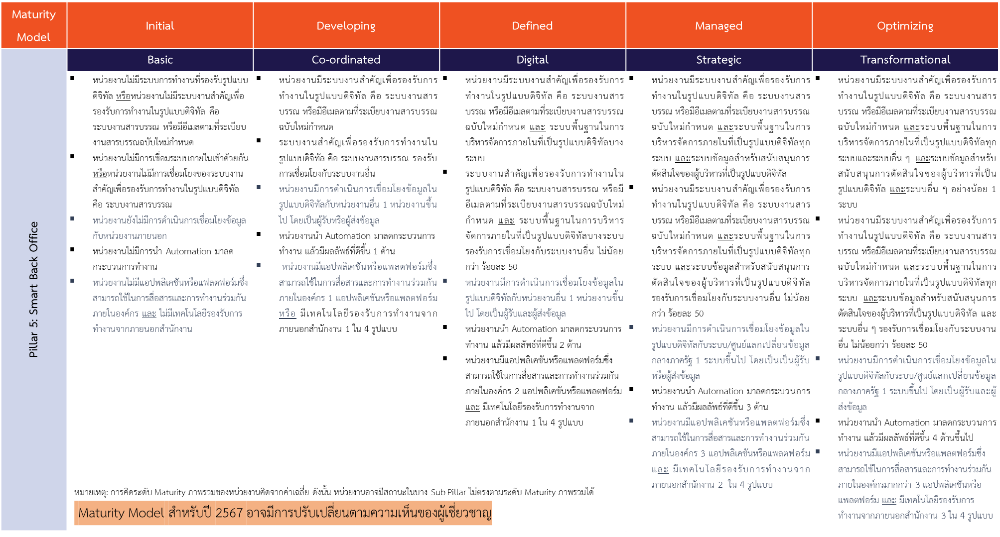 Maturity
Model
Initial
Developing
Defined
Managed
Optimizing
Basic
Co-ordinated
Digital
Strategic
Transformational
Pillar 5: Smart Back Office
▪ หน่วยงานไม่มีระบบการทำงานที่รองรับรูปแบบ
ดิจิทัล หรือหน่วยงานไม่มีระบบงานสำคัญเพื่อ
รองรับการทำงานในรูปแบบดิจิทัล คือ
ระบบงานสารบรรณ หรือมีอีเมลตามที่ระเบียบ
งานสารบรรณฉบับใหม่กำหนด
▪ หน่วยงานไม่มีการเชื่อมระบบภายในเข้าด้วยกัน
หรือหน่วยงานไม่มีการเชื่อมโยงของระบบงาน
สำคัญเพื่อรองรับการทำงานในรูปแบบดิจิทัล
คือ ระบบงานสารบรรณ
▪ หน่วยงานยังไม่มีการดำเนินการเชื่อมโยงข้อมูล
กับหน่วยงานภายนอก
▪ หน่วยงานไม่มีการนำ Automation มาลด
กระบวนการทำงาน
▪ หน่วยงานไม่มีแอปพลิเคชันหรือแฟลตฟอร์มซึ่ง
สามารถใช้ในการสื่อสารและการทำงานร่วมกัน
ภายในองค์กร และ ไม่มีเทคโนโลยีรองรับการ
ทำงานจากภายนอกสำนักงาน
▪ หน่วยงานมีระบบงานสำคัญเพื่อรองรับการ
ทำงานในรูปแบบดิจิทัล คือ ระบบงานสาร
บรรณ หรือมีอีเมลตามที่ระเบียบงานสารบรรณ
ฉบับใหม่กำหนด
▪ ระบบงานสำคัญเพื่อรองรับการทำงานใน
รูปแบบดิจิทัล คือ ระบบงานสารบรรณ รองรับ
การเชื่อมโยงกับระบบงานอื่น
▪ หน่วยงานมีการดำเนินการเชื่อมโยงข้อมูลใน
รูปแบบดิจิทัลกับหน่วยงานอื่น 1 หน่วยงานขึ้น
ไป โดยเป็นผู้รับหรือผู้ส่งข้อมูล
▪ หน่วยงานนำ Automation มาลดกระบวนการ
ทำงาน แล้วมีผลลัพธ์ที่ดีขึ้น 1 ด้าน
▪ หน่วยงานมีแอปพลิเคชันหรือแพลตฟอร์มซึ่ง
สามารถใช้ในการสื่อสารและการทำงานร่วมกัน
ภายในองค์กร 1 แอปพลิเคชันหรือแพลตฟอร์ม
หรือ มีเทคโนโลยีรองรับการทำงานจาก
ภายนอกสำนักงาน 1 ใน 4 รูปแบบ
▪ หน่วยงานมีระบบงานสำคัญเพื่อรองรับการ
ทำงานในรูปแบบดิจิทัล คือ ระบบงานสาร
บรรณ หรือมีอีเมลตามที่ระเบียบงานสารบรรณ
ฉบับใหม่กำหนด และ ระบบพื้นฐานในการ
บริหารจัดการภายในที่เป็นรูปแบบดิจิทัลบาง
ระบบ
▪ ระบบงานสำคัญเพื่อรองรับการทำงานใน
รูปแบบดิจิทัล คือ ระบบงานสารบรรณ หรือมี
อีเมลตามที่ระเบียบงานสารบรรณฉบับใหม่
กำหนด และ ระบบพื้นฐานในการบริหาร
จัดการภายในที่เป็นรูปแบบดิจิทัลบางระบบ
รองรับการเชื่อมโยงกับระบบงานอื่น ไม่น้อย
กว่า ร้อยละ 50
▪ หน่วยงานมีการดำเนินการเชื่อมโยงข้อมูลใน
รูปแบบดิจิทัลกับหน่วยงานอื่น 1 หน่วยงานขึ้น
ไป โดยเป็นผู้รับและผู้ส่งข้อมูล
▪ หน่วยงานนำ Automation มาลดกระบวนการ
ทำงาน แล้วมีผลลัพธ์ที่ดีขึ้น 2 ด้าน
▪ หน่วยงานมีแอปพลิเคชันหรือแพลตฟอร์มซึ่ง
สามารถใช้ในการสื่อสารและการทำงานร่วมกัน
ภายในองค์กร 2 แอปพลิเคชันหรือแพลตฟอร์ม
และ มีเทคโนโลยีรองรับการทำงานจาก
ภายนอกสำนักงาน 1 ใน 4 รูปแบบ
▪ หน่วยงานมีระบบงานสำคัญเพื่อรองรับการ
ทำงานในรูปแบบดิจิทัล คือ ระบบงานสาร
บรรณ หรือมีอีเมลตามที่ระเบียบงานสารบรรณ
ฉบับใหม่กำหนด และระบบพื้นฐานในการ
บริหารจัดการภายในที่เป็นรูปแบบดิจิทัลทุก
ระบบ และระบบข้อมูลสำหรับสนับสนุนการ
ตัดสินใจของผู้บริหารที่เป็นรูปแบบดิจิทัล
▪ หน่วยงานมีระบบงานสำคัญเพื่อรองรับการ
ทำงานในรูปแบบดิจิทัล คือ ระบบงานสาร
บรรณ หรือมีอีเมลตามที่ระเบียบงานสารบรรณ
ฉบับใหม่กำหนด และระบบพื้นฐานในการ
บริหารจัดการภายในที่เป็นรูปแบบดิจิทัลทุก
ระบบ และระบบข้อมูลสำหรับสนับสนุนการ
ตัดสินใจของผู้บริหารที่เป็นรูปแบบดิจิทัล
รองรับการเชื่อมโยงกับระบบงานอื่น ไม่น้อย
กว่า ร้อยละ 50
▪ หน่วยงานมีการดำเนินการเชื่อมโยงข้อมูลใน
รูปแบบดิจิทัลกับระบบ/ศูนย์แลกเปลี่ยนข้อมูล
กลางภาครัฐ 1 ระบบขึ้นไป โดยเป็นเป็นผู้รับ
หรือผู้ส่งข้อมูล
▪ หน่วยงานนำ Automation มาลดกระบวนการ
ทำงาน แล้วมีผลลัพธ์ที่ดีขึ้น 3 ด้าน
▪ หน่วยงานมีแอปพลิเคชันหรือแพลตฟอร์มซึ่ง
สามารถใช้ในการสื่อสารและการทำงานร่วมกัน
ภายในองค์กร 3 แอปพลิเคชันหรือแพลตฟอร์ม
และ มีเทคโนโลยีรองรับการทำงานจาก
ภายนอกสำนักงาน 2 ใน 4 รูปแบบ
▪ หน่วยงานมีระบบงานสำคัญเพื่อรองรับการ
ทำงานในรูปแบบดิจิทัล คือ ระบบงานสาร
บรรณ หรือมีอีเมลตามที่ระเบียบงานสารบรรณ
ฉบับใหม่กำหนด และระบบพื้นฐานในการ
บริหารจัดการภายในที่เป็นรูปแบบดิจิทัลทุก
ระบบและระบบอื่น ๆ และระบบข้อมูลสำหรับ
สนับสนุนการตัดสินใจของผู้บริหารที่เป็น
รูปแบบดิจิทัล และระบบอื่น ๆ อย่างน้อย 1
ระบบ
▪ หน่วยงานมีระบบงานสำคัญเพื่อรองรับการ
ทำงานในรูปแบบดิจิทัล คือ ระบบงานสาร
บรรณ หรือมีอีเมลตามที่ระเบียบงานสารบรรณ
ฉบับใหม่กำหนด และระบบพื้นฐานในการ
บริหารจัดการภายในที่เป็นรูปแบบดิจิทัลทุก
ระบบ และระบบข้อมูลสำหรับสนับสนุนการ
ตัดสินใจของผู้บริหารที่เป็นรูปแบบดิจิทัล และ
ระบบอื่น ๆ รองรับการเชื่อมโยงกับระบบงาน
อื่น ไม่น้อยกว่า ร้อยละ 50
▪ หน่วยงานมีการดำเนินการเชื่อมโยงข้อมูลใน
รูปแบบดิจิทัลกับระบบ/ศูนย์แลกเปลี่ยนข้อมูล
กลางภาครัฐ 1 ระบบขึ้นไป โดยเป็นผู้รับและผู้
ส่งข้อมูล
▪ หน่วยงานนำ Automation มาลดกระบวนการ
ทำงาน แล้วมีผลลัพธ์ที่ดีขึ้น 4 ด้านขึ้นไป
▪ หน่วยงานมีแอปพลิเคชันหรือแพลตฟอร์มซึ่ง
สามารถใช้ในการสื่อสารและการทำงานร่วมกัน
ภายในองค์กรมากกว่า 3 แอปพลิเคชันหรือ
แพลตฟอร์ม และ มีเทคโนโลยีรองรับการ
ทำงานจากภายนอกสำนักงาน 3 ใน 4 รูปแบบ
หมายเหตุ: การคิดระดับ Maturity ภาพรวมของหน่วยงานคิดจากค่าเฉลี่ย ดังนั้น หน่วยงานอาจมีสถานะในบาง Sub Pillar ไม่ตรงตามระดับ Maturity ภาพรวมได้
Maturity Model สำหรับปี 2567 อาจมีการปรับเปลี่ยนตามความเห็นของผู้เชี่ยวชาญ